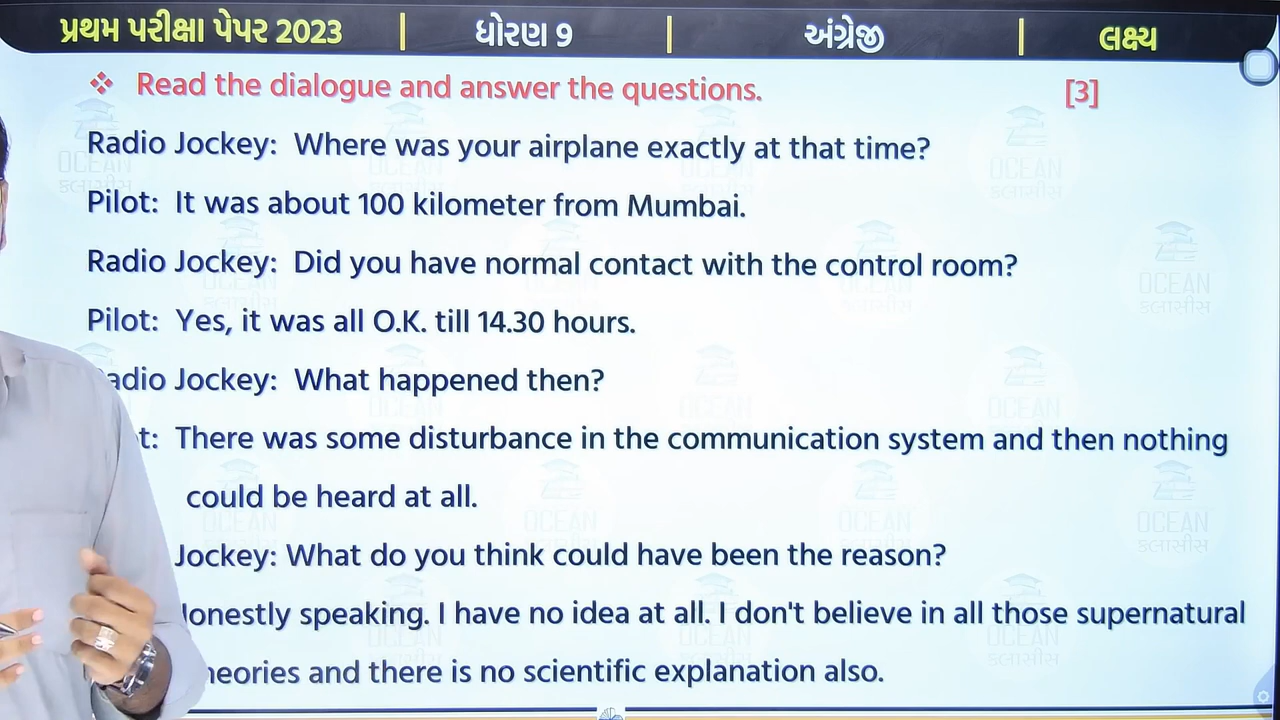 પ્રથમ પરીક્ષા પેપર 2023 | ધોરણ 9 | અંગ્રેજી | લક્ષ્ય
❖ Read the dialogue and answer the questions. [3]
Radio Jockey: Where was your airplane exactly at that time?
Pilot: It was about 100 kilometer from Mumbai.
Radio Jockey: Did you have normal contact with the control room?
Pilot: Yes, it was all O.K. till 14.30 hours.
adio Jockey: What happened then?
t: There was some disturbance in the communication system and then nothing
could be heard at all.
Jockey: What do you think could have been the reason?
onestly speaking. I have no idea at all. I don't believe in all those supernatural
heories and there is no scientific explanation also.
OCEAN
કલાસીસ